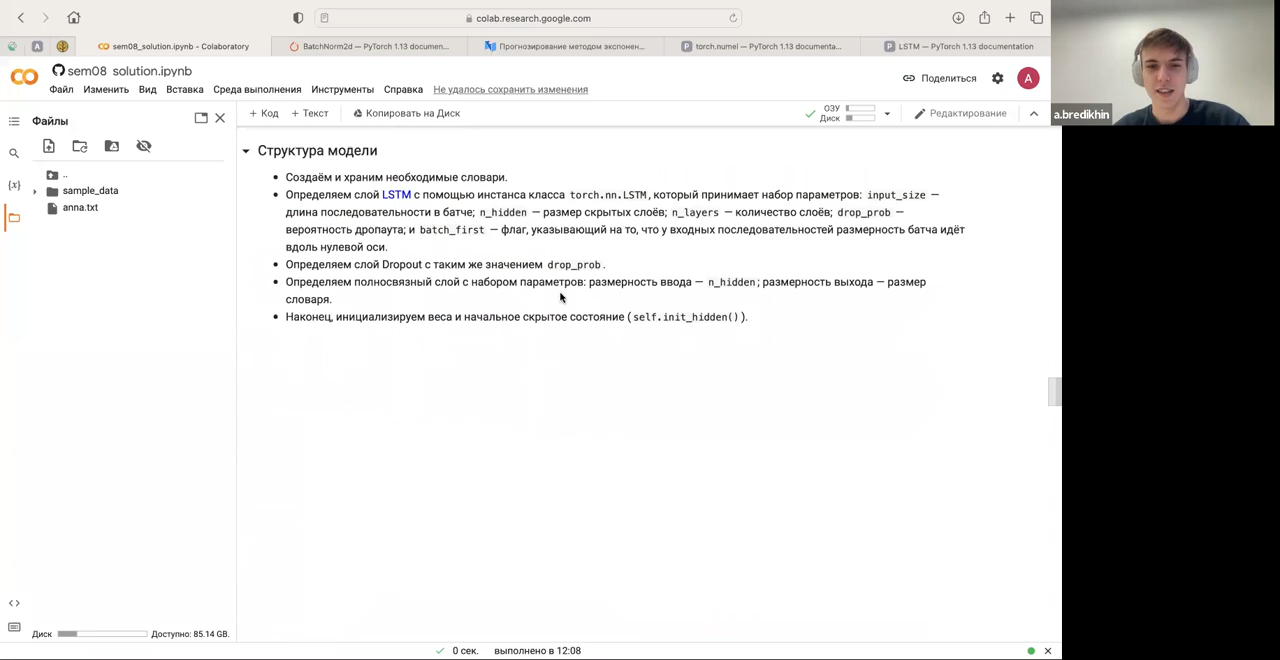 colab.research.google.com
sem08_solution.ipynb - Colaboratory
BatchNorm2d — PyTorch 1.13 documen...
Прогнозирование методом экспонен...
torch.numel — PyTorch 1.13 documenta...
LSTM — PyTorch 1.13 documentation
sem08 solution.ipynb
Поделиться
A
a.bredikhin
Файл Изменить Вид Вставка Среда выполнения Инструменты Справка Не удалось сохранить изменения
Файлы
+ Код + Текст Копировать на Диск
ОЗУ
Диск
Редактирование
..
sample_data
anna.txt
Структура модели
• Создаём и храним необходимые словари.
• Определяем слой LSTM с помощью инстанса класса torch.nn.LSTM, который принимает набор параметров: input_size —
длина последовательности в батче; n_hidden — размер скрытых слоёв; n_layers — количество слоёв; drop_prob —
вероятность дропаута; и batch_first — флаг, указывающий на то, что у входных последовательностей размерность батча идёт
вдоль нулевой оси.
• Определяем слой Dropout с таким же значением drop_prob.
• Определяем полносвязный слой с набором параметров: размерность ввода — n_hidden; размерность выхода — размер
словаря.
• Наконец, инициализируем веса и начальное скрытое состояние (self.init_hidden()).
Диск Доступно: 85.14 GB.
0 сек. выполнено в 12:08